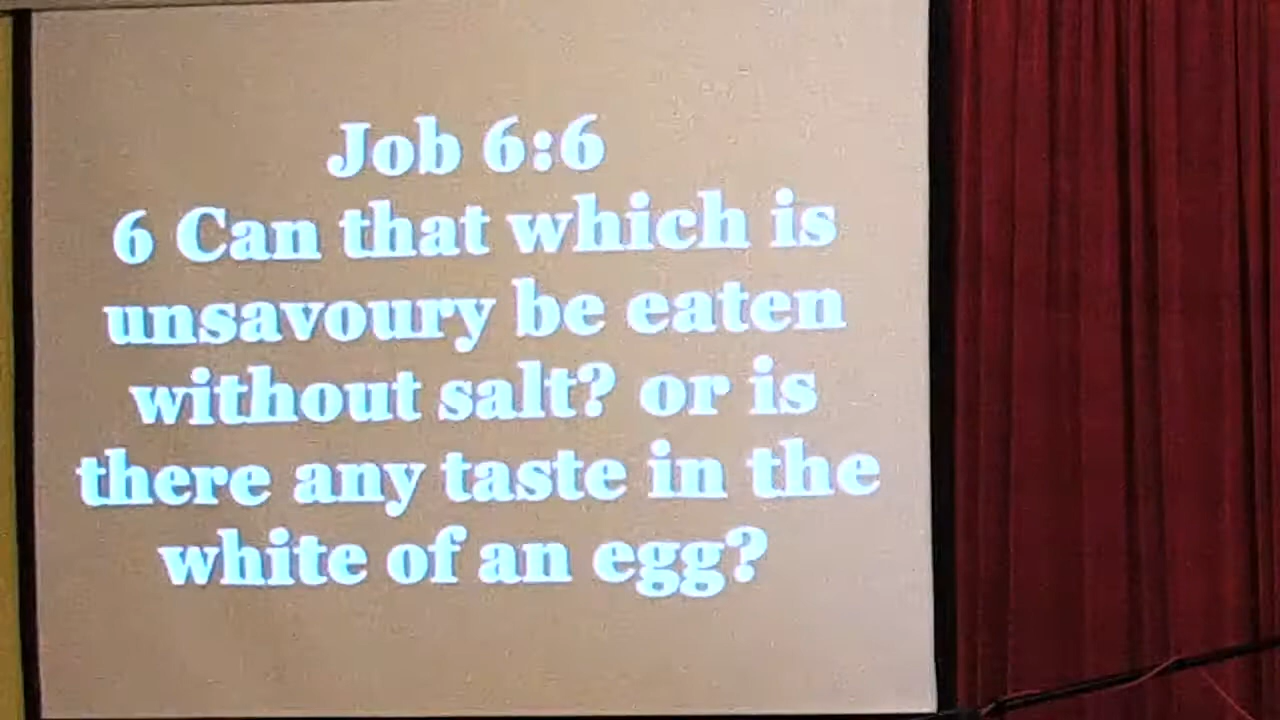 Job 6:6
6 Can that which is
unsavoury be eaten
without salt? or is
there any taste in the
white of an egg?